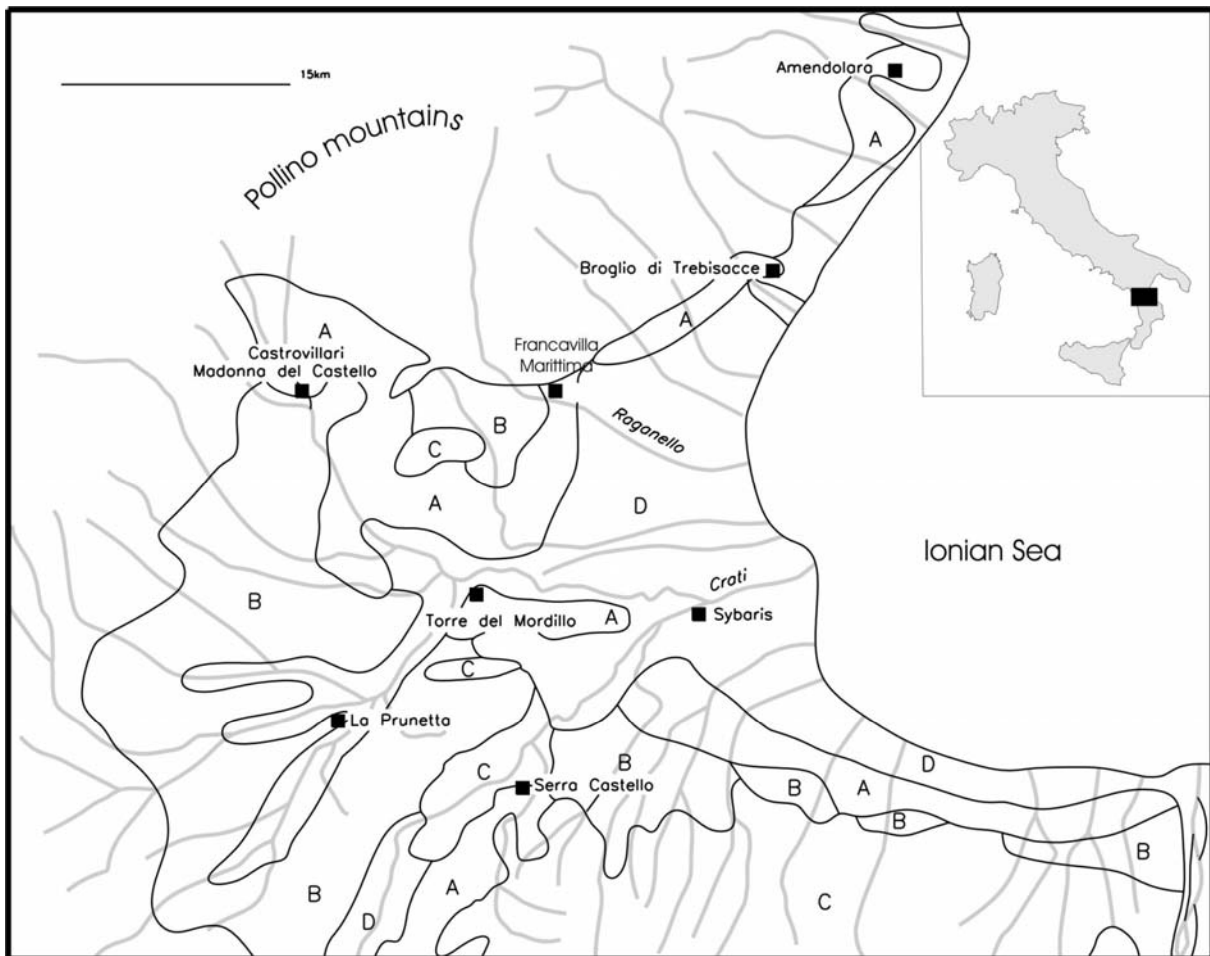 Amendolara
15km
Pollino mountains
A
Broglio di Trebisacce
A
A
Francavilla
Marittima
Castrovillari
Madonna del Castello
B
Raganello
C
A
D
Ionian Sea
Crati
B
Sybaris
A
Torre del Mordillo
C
La Prunetta
D
B
C
Serra Castello
B
A
B
B
A
B
C
D